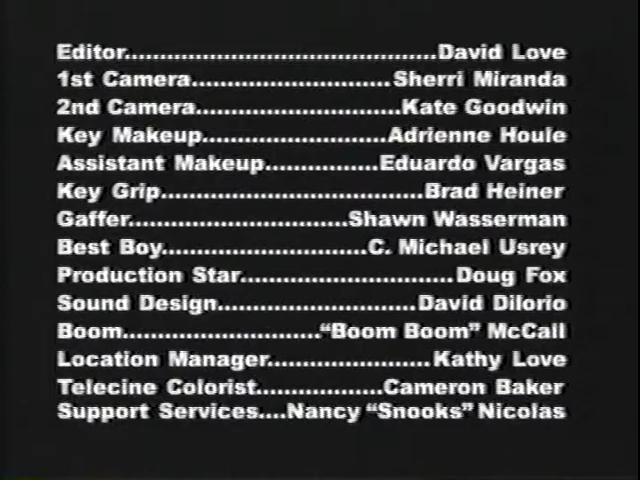 Editor...........................................David Love
1st Camera............................Sherri Miranda
2nd Camera.............................Kate Goodwin
Key Makeup..........................Adrienne Houle
Assistant Makeup................Eduardo Vargas
Key Grip.....................................Brad Heiner
Gaffer...............................Shawn Wasserman
Best Boy.............................C. Michael Usrey
Production Star..............................Doug Fox
Sound Design............................David DiIorio
Boom............................“Boom Boom” McCall
Location Manager.......................Kathy Love
Telecine Colorist..................Cameron Baker
Support Services....Nancy “Snooks” Nicolas